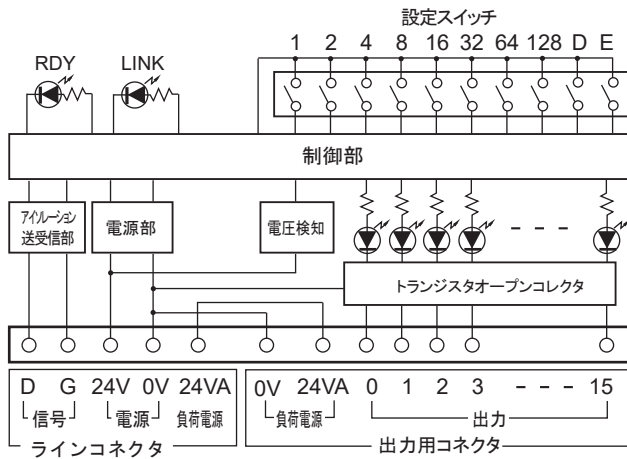 設定スイッチ
1 2 4 8 16 32 64 128 D E
RDY LINK
制御部
アイソレーション
送受信部
電源部
電圧検知
トランジスタオープンコレクタ
D G 24V 0V 24VA
信号 電源 負荷電源
ラインコネクタ
0V 24VA 0 1 2 3 15
負荷電源 出力
出力用コネクタ